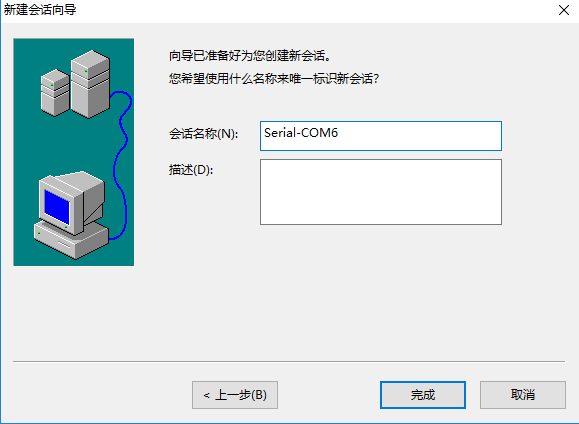 新建会话向导
向导已准备好为您创建新会话。
您希望使用什么名称来唯一标识新会话?
会话名称(N):
Serial-COM6
描述(D):
< 上一步(B)
完成
取消